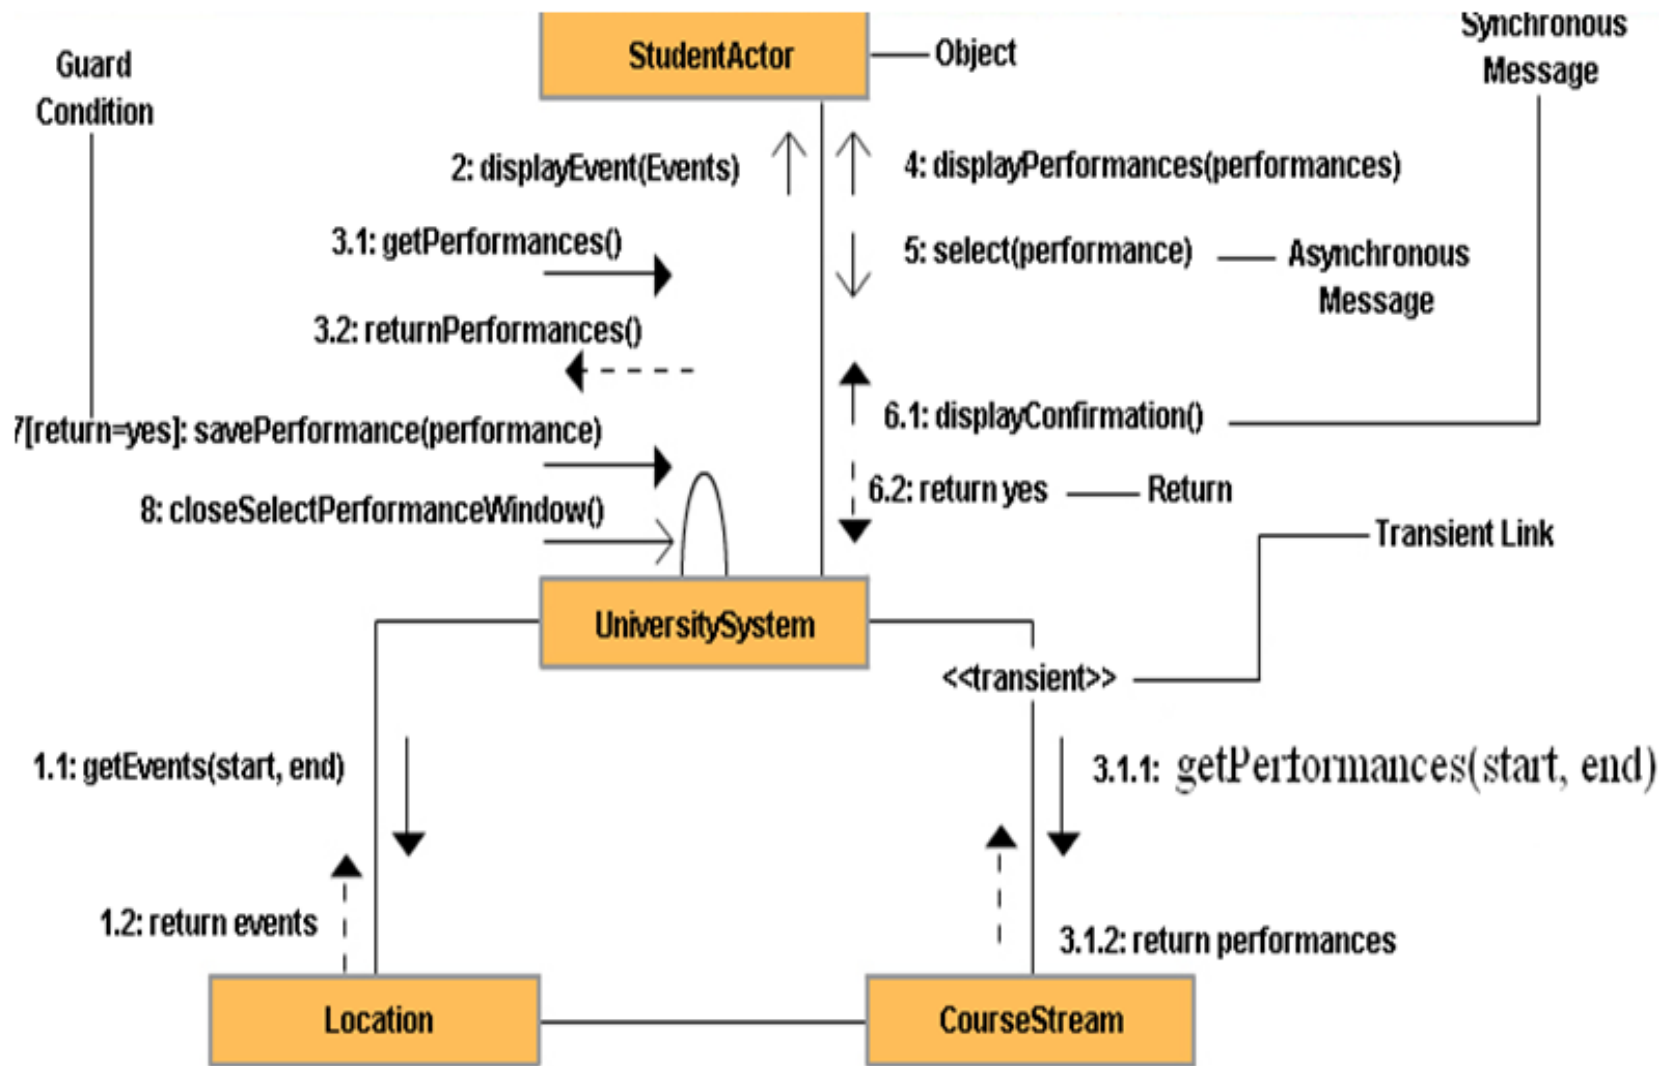 Synchronous
Message
Guard
Condition
StudentActor
Object
2: displayEvent(Events)
4: displayPerformances(performances)
3.1: getPerformances()
5: select(performance)
Asynchronous
Message
3.2: returnPerformances()
7[return=yes]: savePerformance(performance)
6.1: displayConfirmation()
8: closeSelectPerformanceWindow()
6.2: return yes
Return
Transient Link
UniversitySystem
<<transient>>
1.1: getEvents(start, end)
3.1.1: getPerformances(start, end)
1.2: return events
3.1.2: return performances
Location
CourseStream